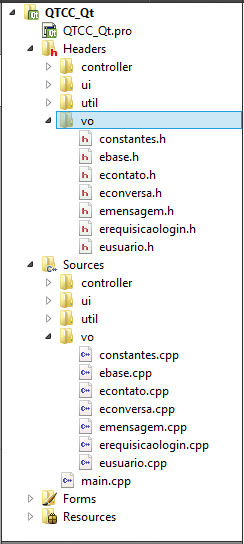 QTCC_Qt
QTCC_Qt.pro
Headers
controller
ui
util
vo
constantes.h
ebase.h
econtato.h
econversa.h
emensagem.h
erequisicaologin.h
eusuario.h
Sources
controller
ui
util
vo
constantes.cpp
ebase.cpp
econtato.cpp
econversa.cpp
emensagem.cpp
erequisicaologin.cpp
eusuario.cpp
main.cpp
Forms
Resources